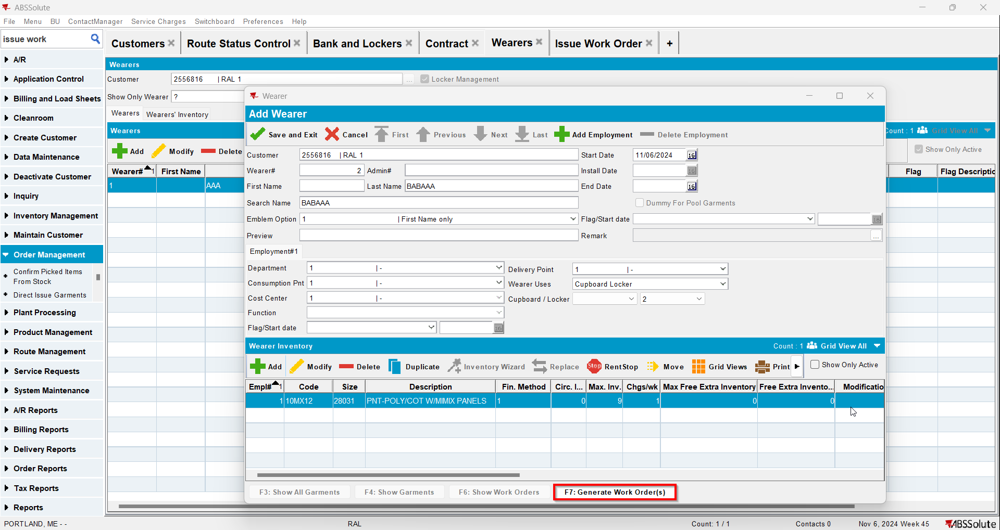 ABSSolute
File Menu BU ContactManager Service Charges Switchboard Preferences Help
issue work
Customers Route Status Control Bank and Lockers Contract Wearers Issue Work Order +
A/R
Application Control
Billing and Load Sheets
Cleanroom
Create Customer
Data Maintenance
Deactivate Customer
Inquiry
Inventory Management
Maintain Customer
Order Management
Confirm Picked Items
From Stock
Direct Issue Garments
Plant Processing
Product Management
Route Management
Service Requests
System Maintenance
A/R Reports
Billing Reports
Delivery Reports
Order Reports
Tax Reports
Reports
Wearers
Customer 2556816 | RAL 1 ... Locker Management
Show Only Wearer ?
Wearers Wearers' Inventory
Wearers Count : 1 Grid View All
Add Modify Delete Show Only Active
Wearer# 1 First Name Flag Flag Descriptio
1 AAA
Wearer
Add Wearer
Save and Exit Cancel First Previous Next Last Add Employment Delete Employment
Customer 2556816 | RAL 1 Start Date 11/06/2024 16
Wearer# 2 Admin# Install Date 16
First Name Last Name BABAAA End Date 16
Search Name BABAAA Dummy For Pool Garments
Emblem Option 1 | First Name only Flag/Start date 16
Preview Remark ...
Employment#1
Department 1 | - Delivery Point 1 | -
Consumption Pnt 1 | - Wearer Uses Cupboard Locker
Cost Center 1 | - Cupboard / Locker 2
Function
Flag/Start date 16
Wearer Inventory Count : 1 Grid View All
Add Modify Delete Duplicate Inventory Wizard Replace Stop RentStop Move Grid Views Print Show Only Active
Empl# 1 Code Size Description Fin. Method Circ. I... Max. Inv. Chgs/wk Max Free Extra Inventory Free Extra Invento... Modificatio
1 10MX12 28031 PNT-POLY/COT W/MIMIX PANELS 1 0 9 1 0 0
F3: Show All Garments F4: Show Garments F6: Show Work Orders F7: Generate Work Order(s)
PORTLAND, ME - - RAL Count: 1 / 1 Contacts 0 Nov 6, 2024 Week 45 ABSSolute